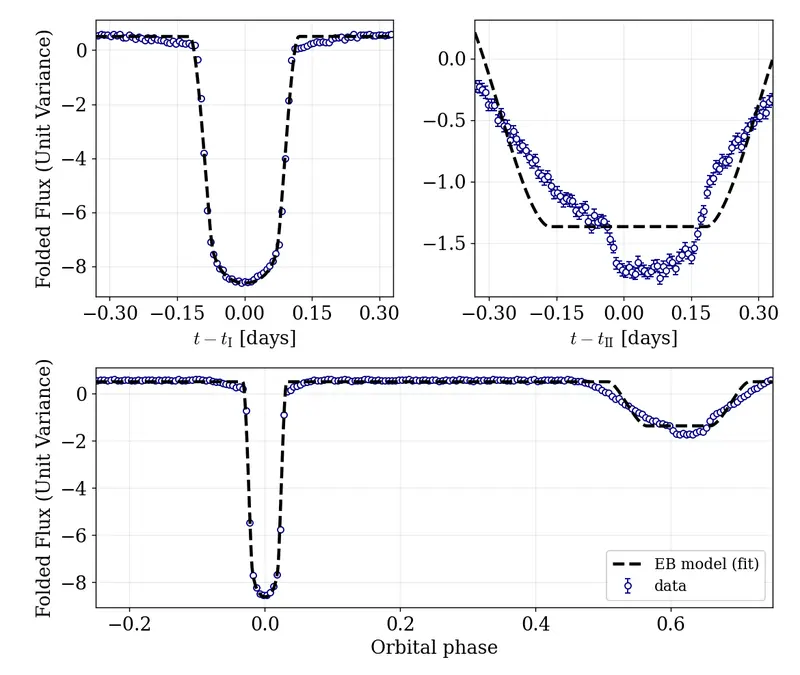 Folded Flux (Unit Variance)
0
−2
−4
−6
−8
−0.30 −0.15 0.00 0.15 0.30
t − tI [days]
0.0
−0.5
−1.0
−1.5
−0.30 −0.15 0.00 0.15 0.30
t − tII [days]
Folded Flux (Unit Variance)
0
−2
−4
−6
−8
−0.2 0.0 0.2 0.4 0.6
Orbital phase
EB model (fit)
data